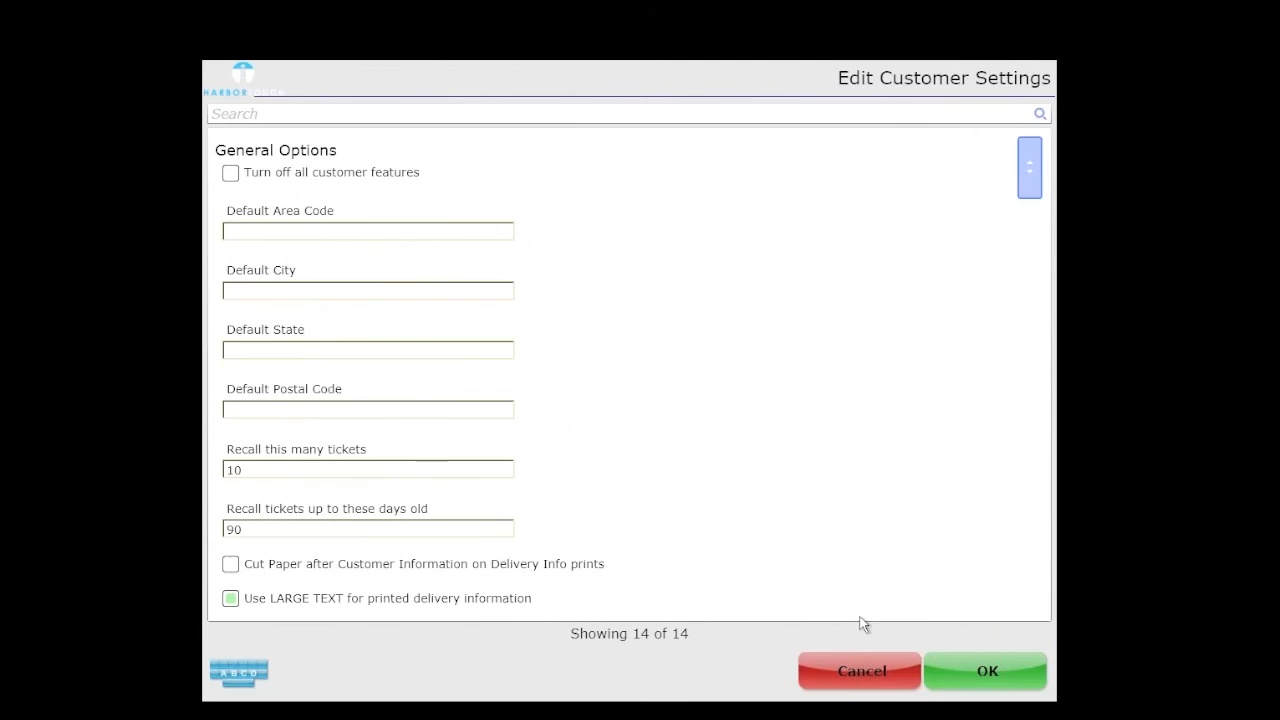 Edit Customer Settings
HARBOR
Search
General Options
Turn off all customer features
Default Area Code
Default City
Default State
Default Postal Code
Recall this many tickets
10
Recall tickets up to these days old
90
Cut Paper after Customer Information on Delivery Info prints
Use LARGE TEXT for printed delivery information
Showing 14 of 14
ABCD
Cancel
OK